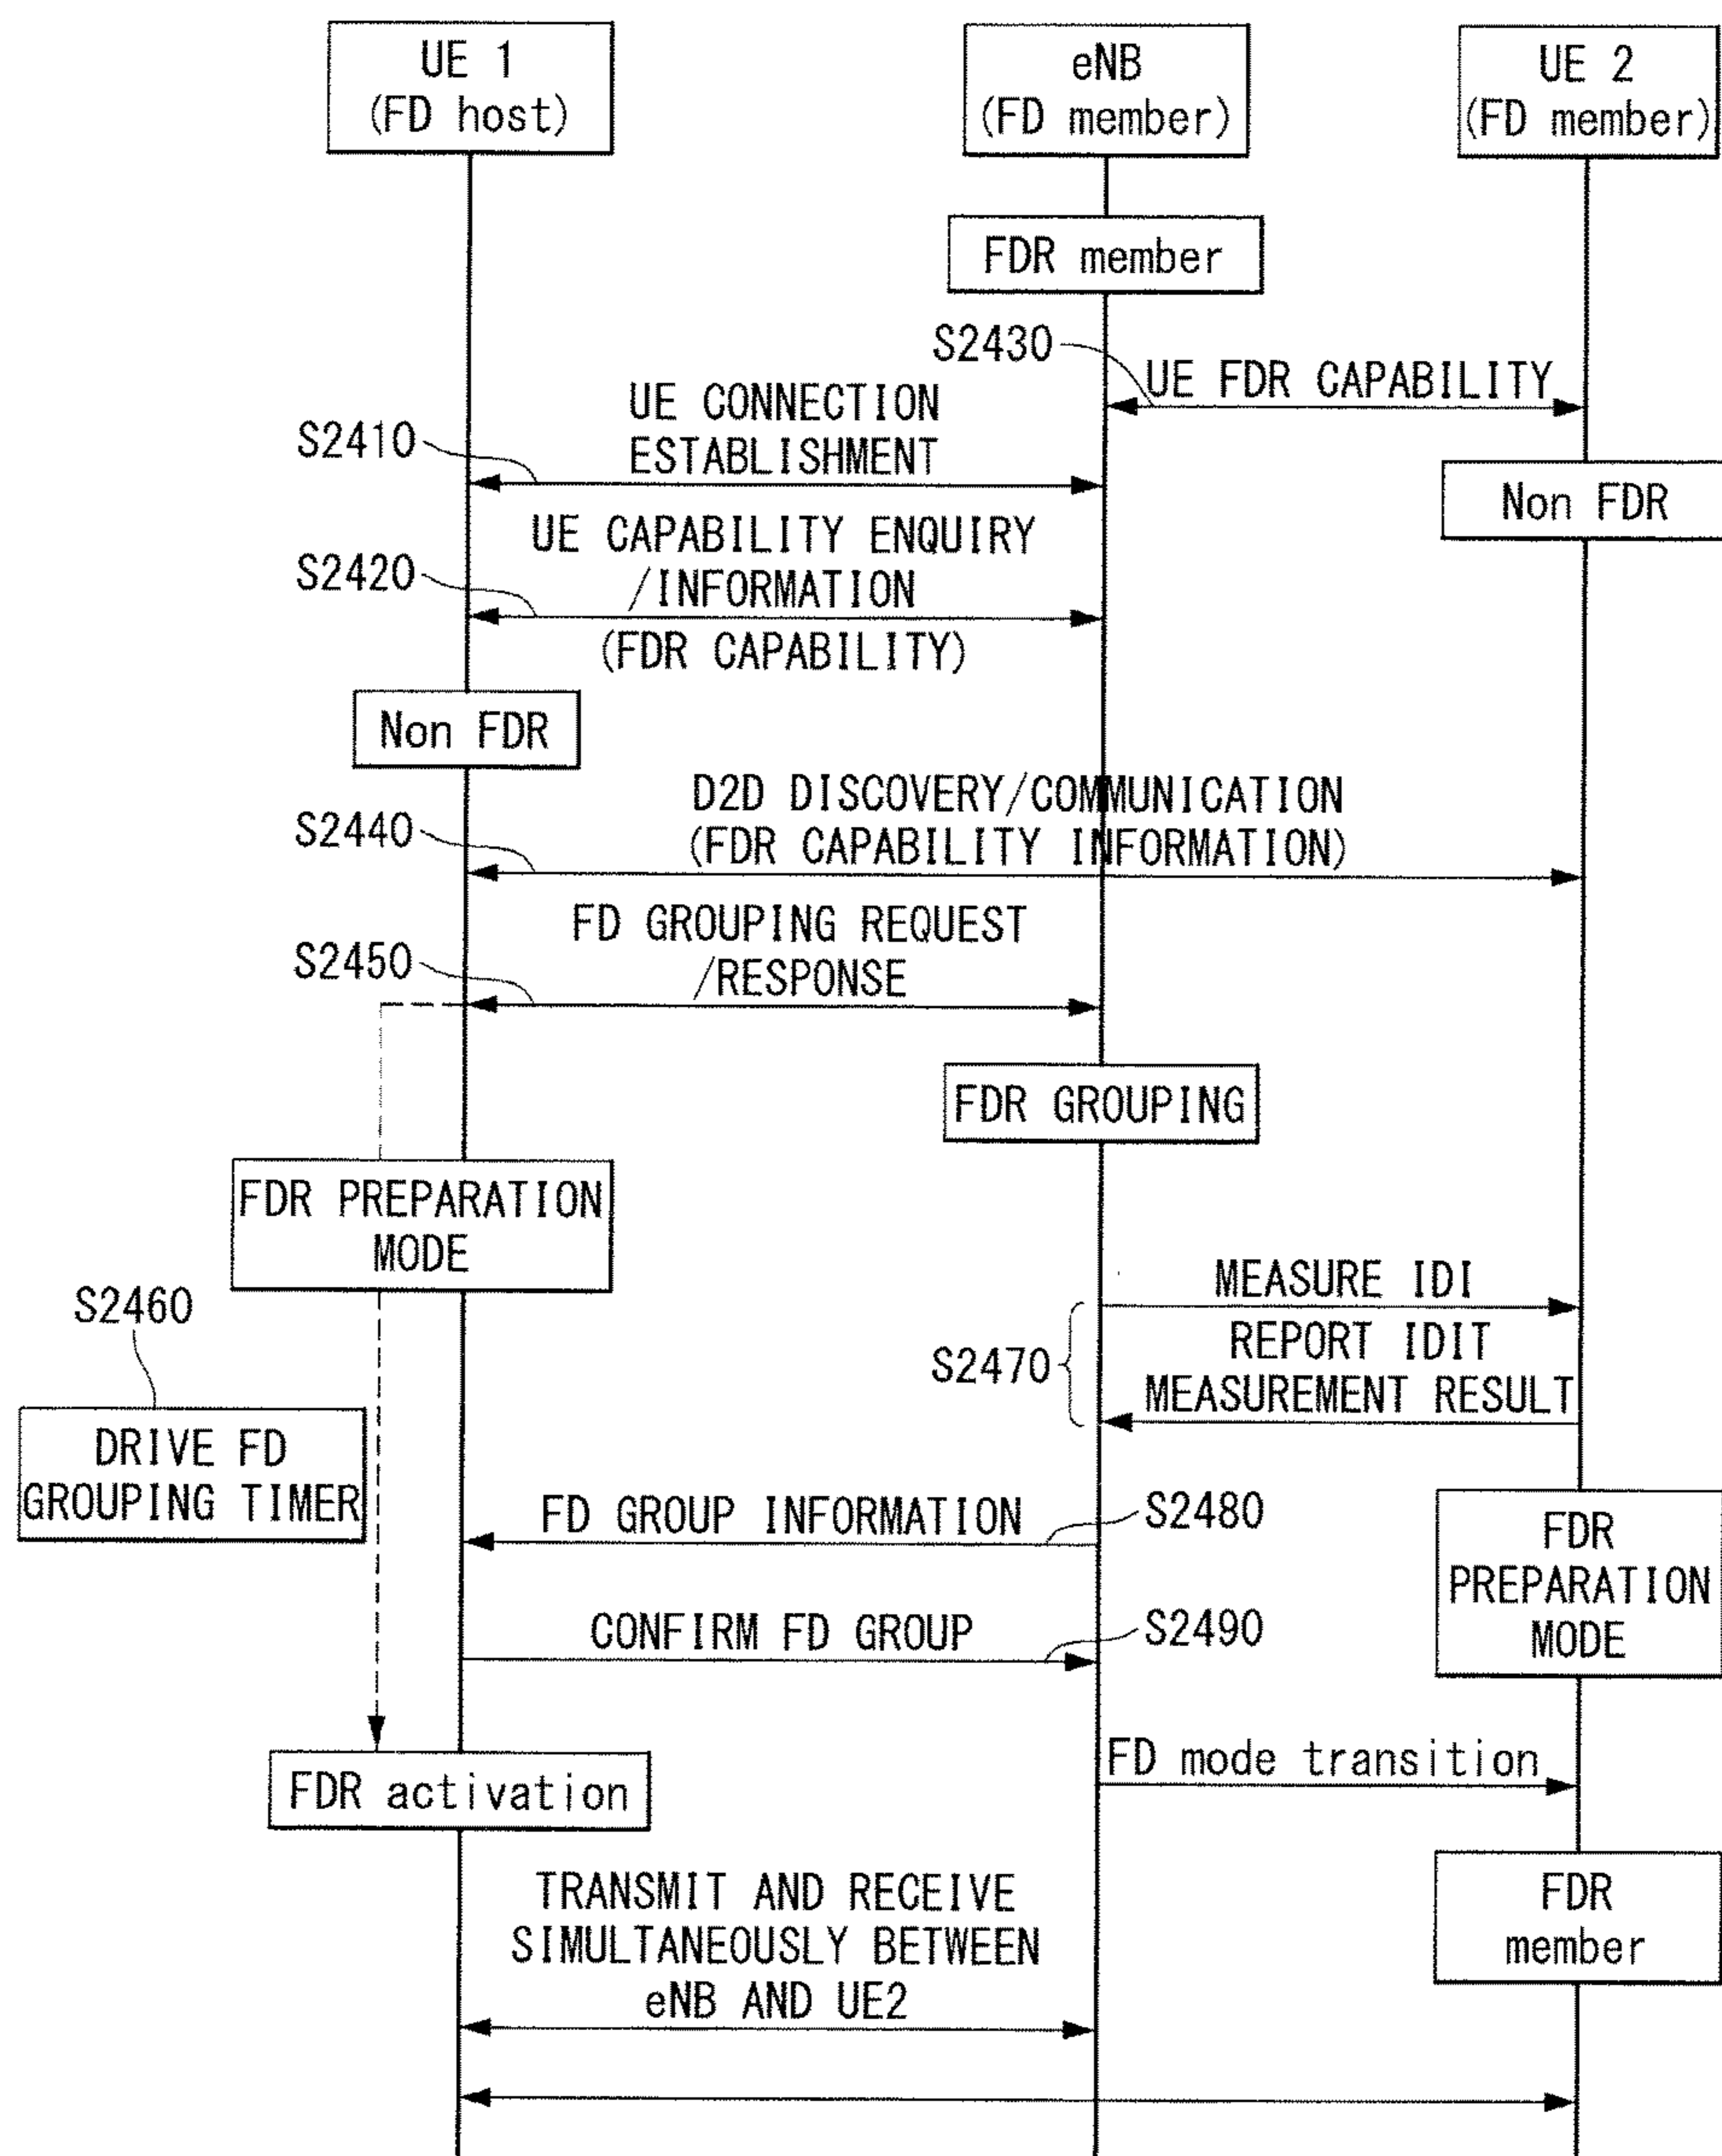 UE 1
(FD host)
eNB
(FD member)
UE 2
(FD member)
FDR member
S2430
UE FDR CAPABILITY
S2410
UE CONNECTION
ESTABLISHMENT
Non FDR
S2420
UE CAPABILITY ENQUIRY
/INFORMATION
(FDR CAPABILITY)
Non FDR
S2440
D2D DISCOVERY/COMMUNICATION
(FDR CAPABILITY INFORMATION)
S2450
FD GROUPING REQUEST
/RESPONSE
FDR GROUPING
FDR PREPARATION
MODE
MEASURE IDI
S2460
S2470
REPORT IDIT
MEASUREMENT RESULT
DRIVE FD
GROUPING TIMER
FD GROUP INFORMATION
S2480
FDR
PREPARATION
MODE
CONFIRM FD GROUP
S2490
FD mode transition
FDR activation
TRANSMIT AND RECEIVE
SIMULTANEOUSLY BETWEEN
eNB AND UE2
FDR
member